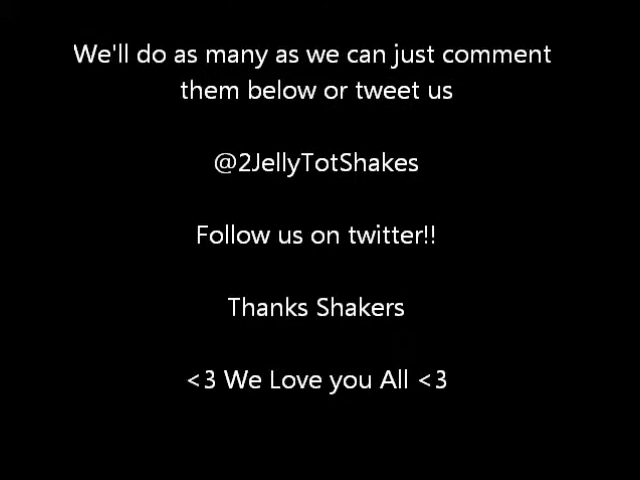 We'll do as many as we can just comment
them below or tweet us
@2JellyTotShakes
Follow us on twitter!!
Thanks Shakers
<3 We Love you All <3